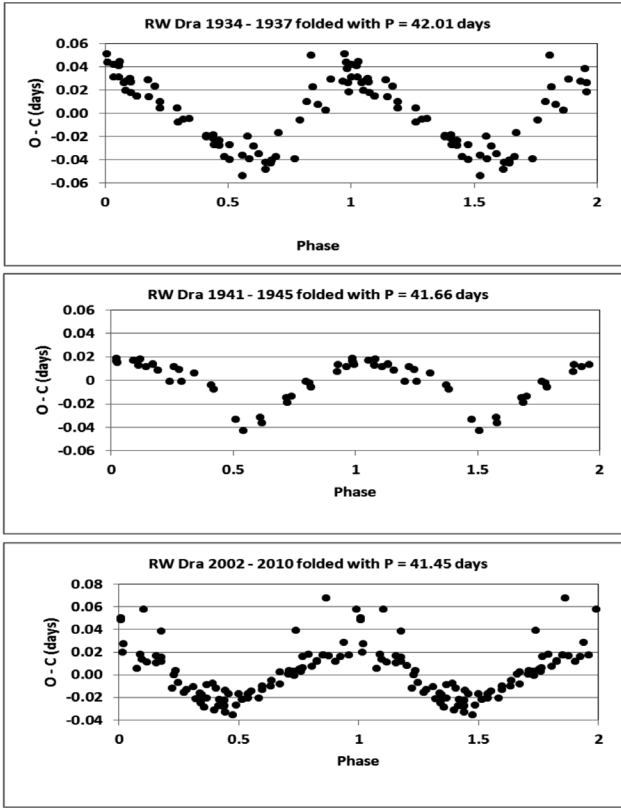 RW Dra 1934 - 1937 folded with P = 42.01 days
0.06
0.04
0.02
0.00
-0.02
-0.04
-0.06
O - C (days)
0 0.5 1 1.5 2
Phase
RW Dra 1941 - 1945 folded with P = 41.66 days
0.06
0.04
0.02
0
-0.02
-0.04
-0.06
O - C (days)
0 0.5 1 1.5 2
Phase
RW Dra 2002 - 2010 folded with P = 41.45 days
0.08
0.06
0.04
0.02
0.00
-0.02
-0.04
O - C (days)
0 0.5 1 1.5 2
Phase